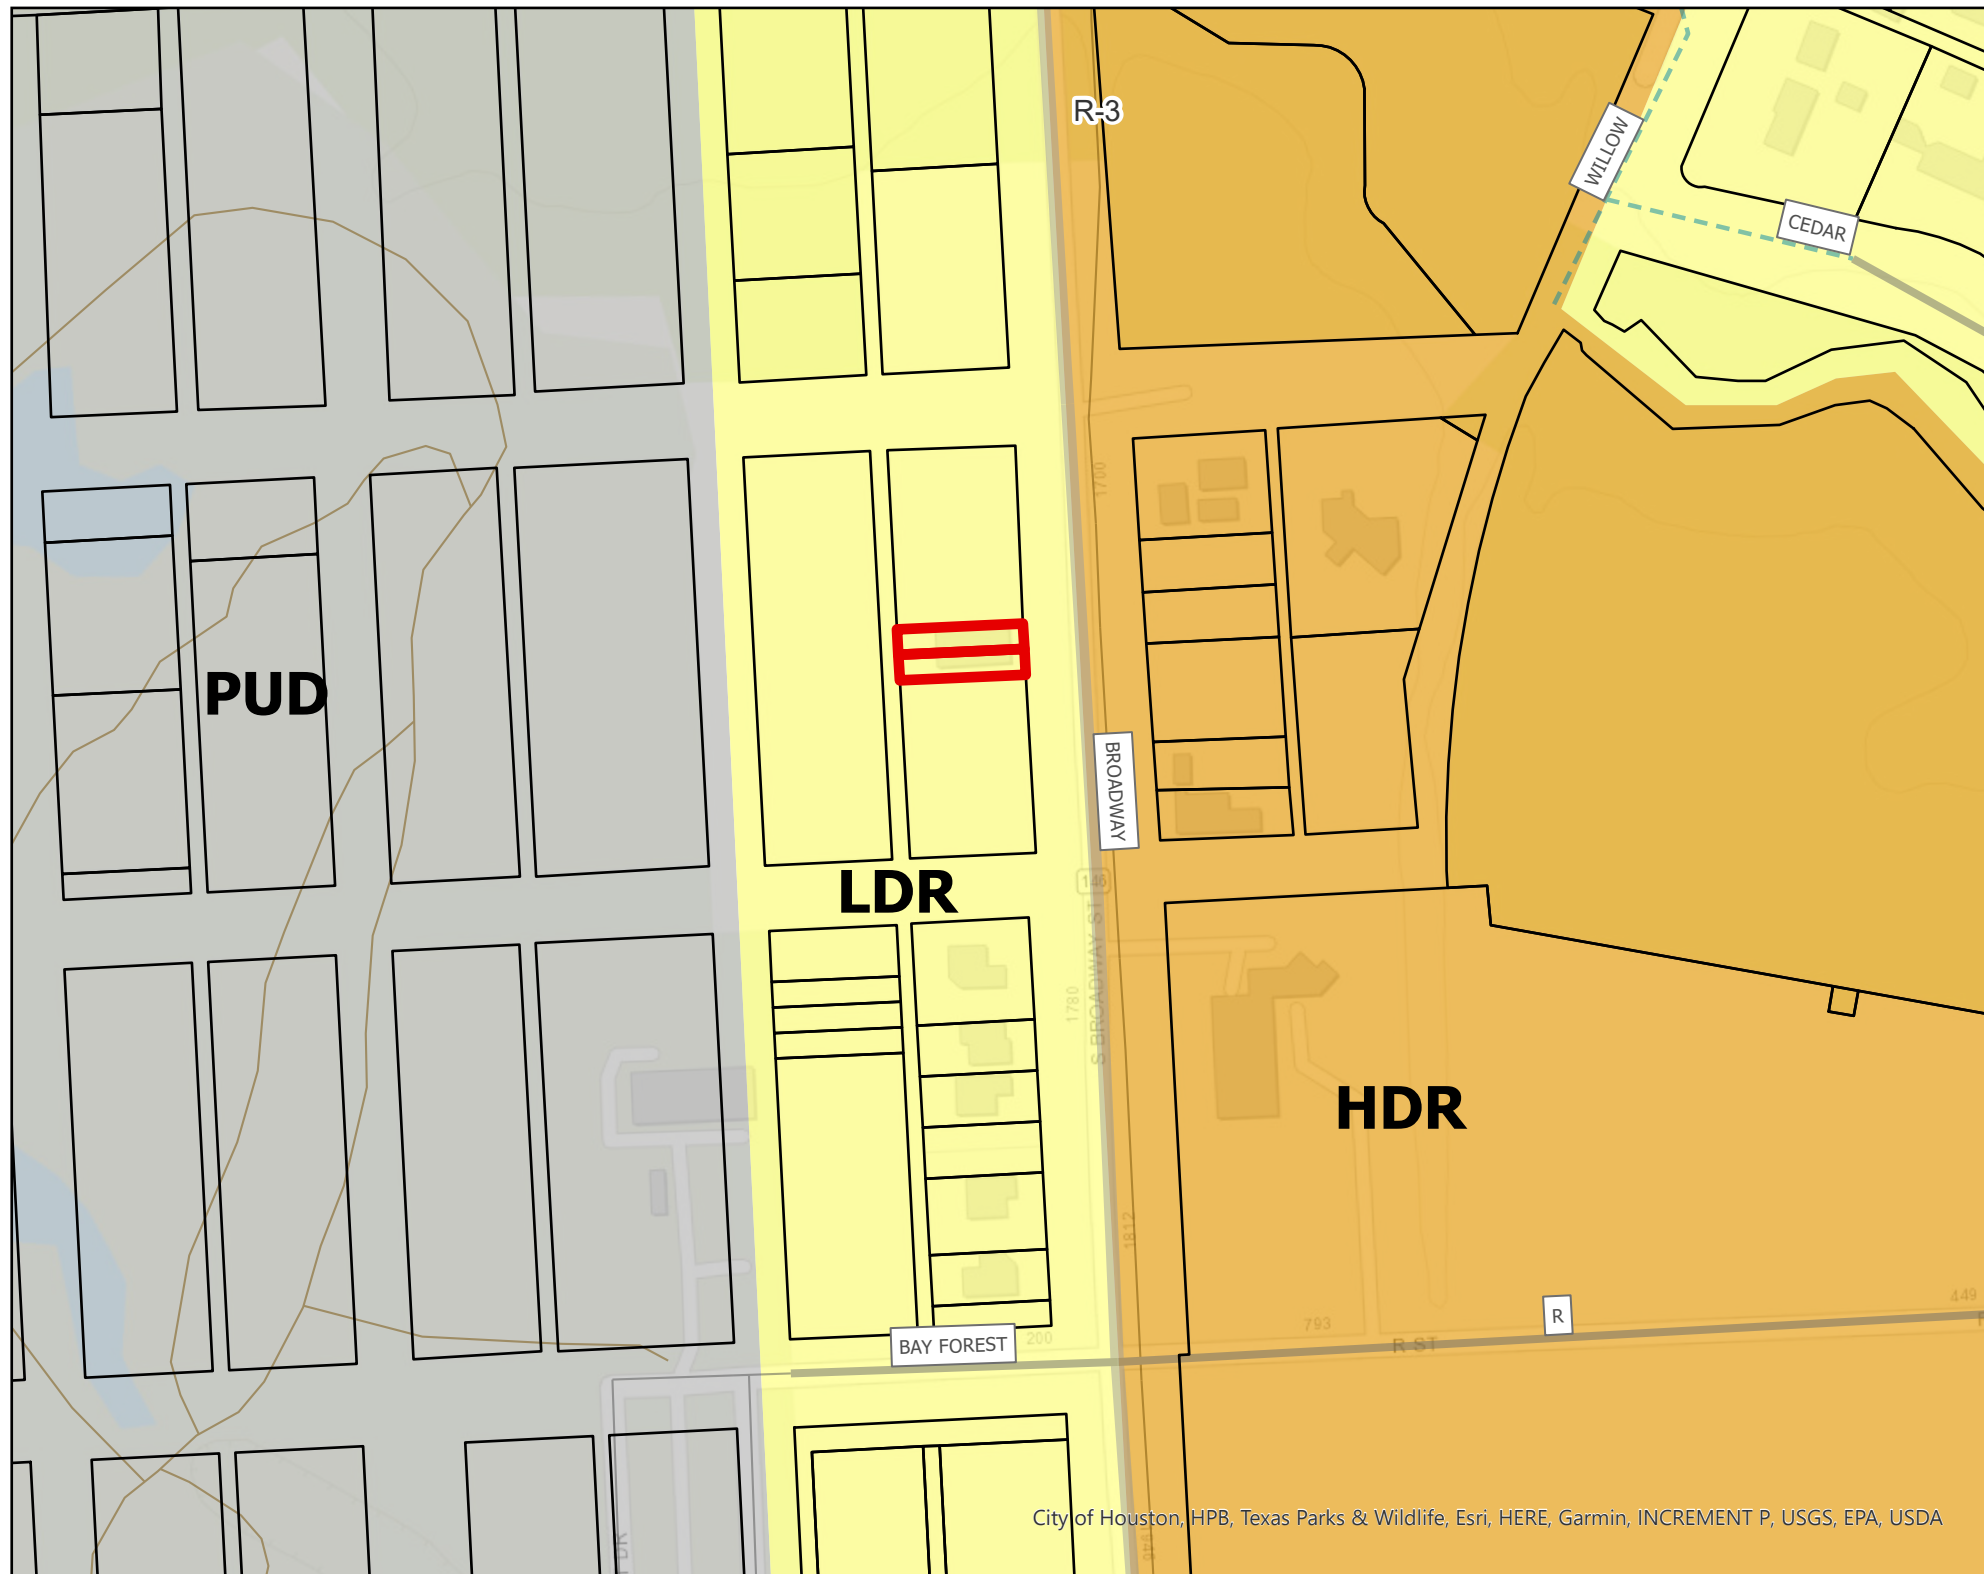 R-3
WILLOW
CEDAR
1700
PUD
BROADWAY
LDR
146
S BROADWAY ST
1780
HDR
1812
449
793
R
BAY FOREST
200
R ST
City of Houston, HPB, Texas Parks & Wildlife, Esri, HERE, Garmin, INCREMENT P, USGS, EPA, USDA